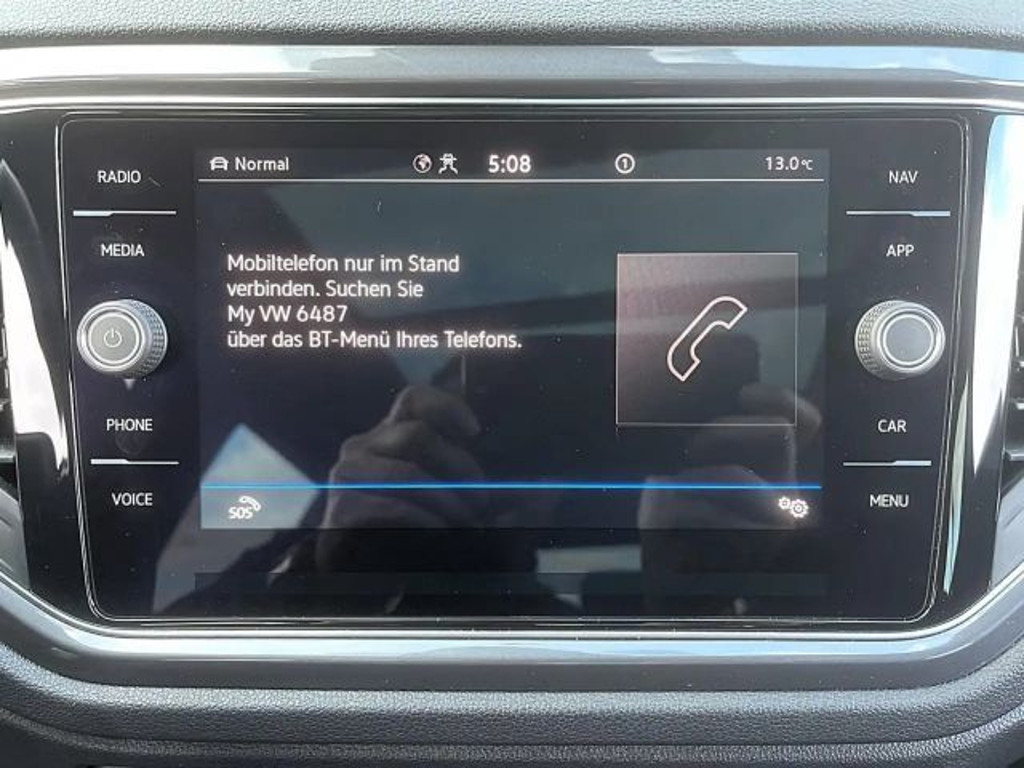 RADIO
MEDIA
PHONE
VOICE
Normal
5:08
1
13.0 °C
Mobiltelefon nur im Stand
verbinden. Suchen Sie
My VW 6487
über das BT-Menü Ihres Telefons.
SOS
NAV
APP
CAR
MENU